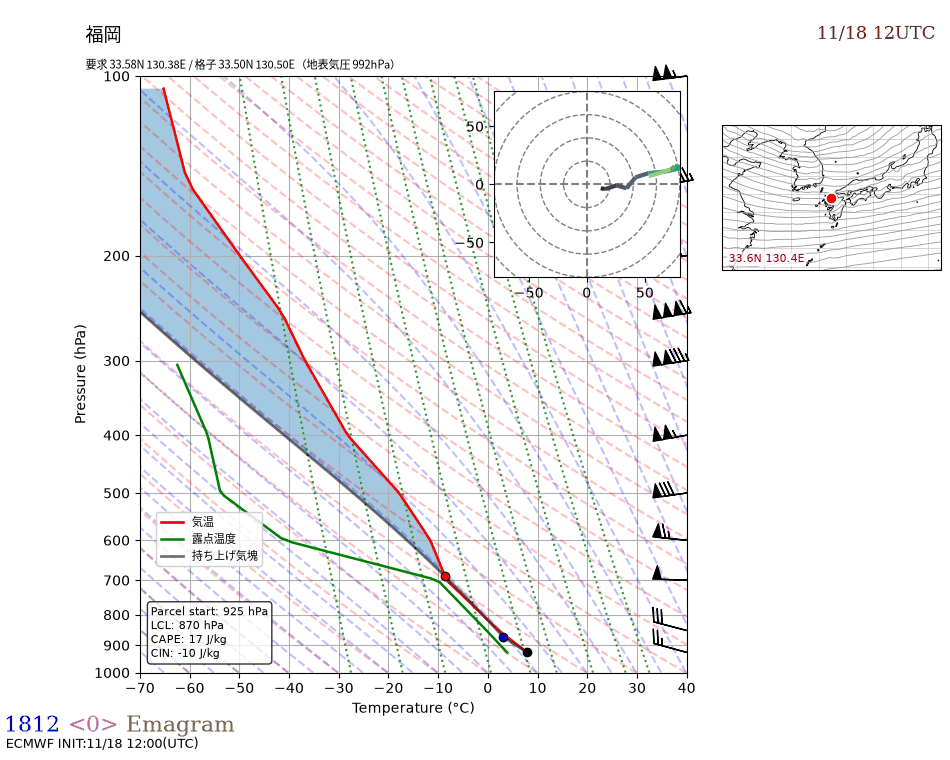 福岡
11/18 12UTC
要求 33.58N 130.38E / 格子 33.50N 130.50E（地表気圧 992hPa）
100
200
300
400
500
600
700
800
900
1000
Pressure (hPa)
50
0
−50
−50 0 50
33.6N 130.4E
気温
露点温度
持ち上げ気塊
Parcel start: 925 hPa
LCL: 870 hPa
CAPE: 17 J/kg
CIN: -10 J/kg
−70 −60 −50 −40 −30 −20 −10 0 10 20 30 40
Temperature (°C)
1812 <0> Emagram
ECMWF INIT:11/18 12:00(UTC)